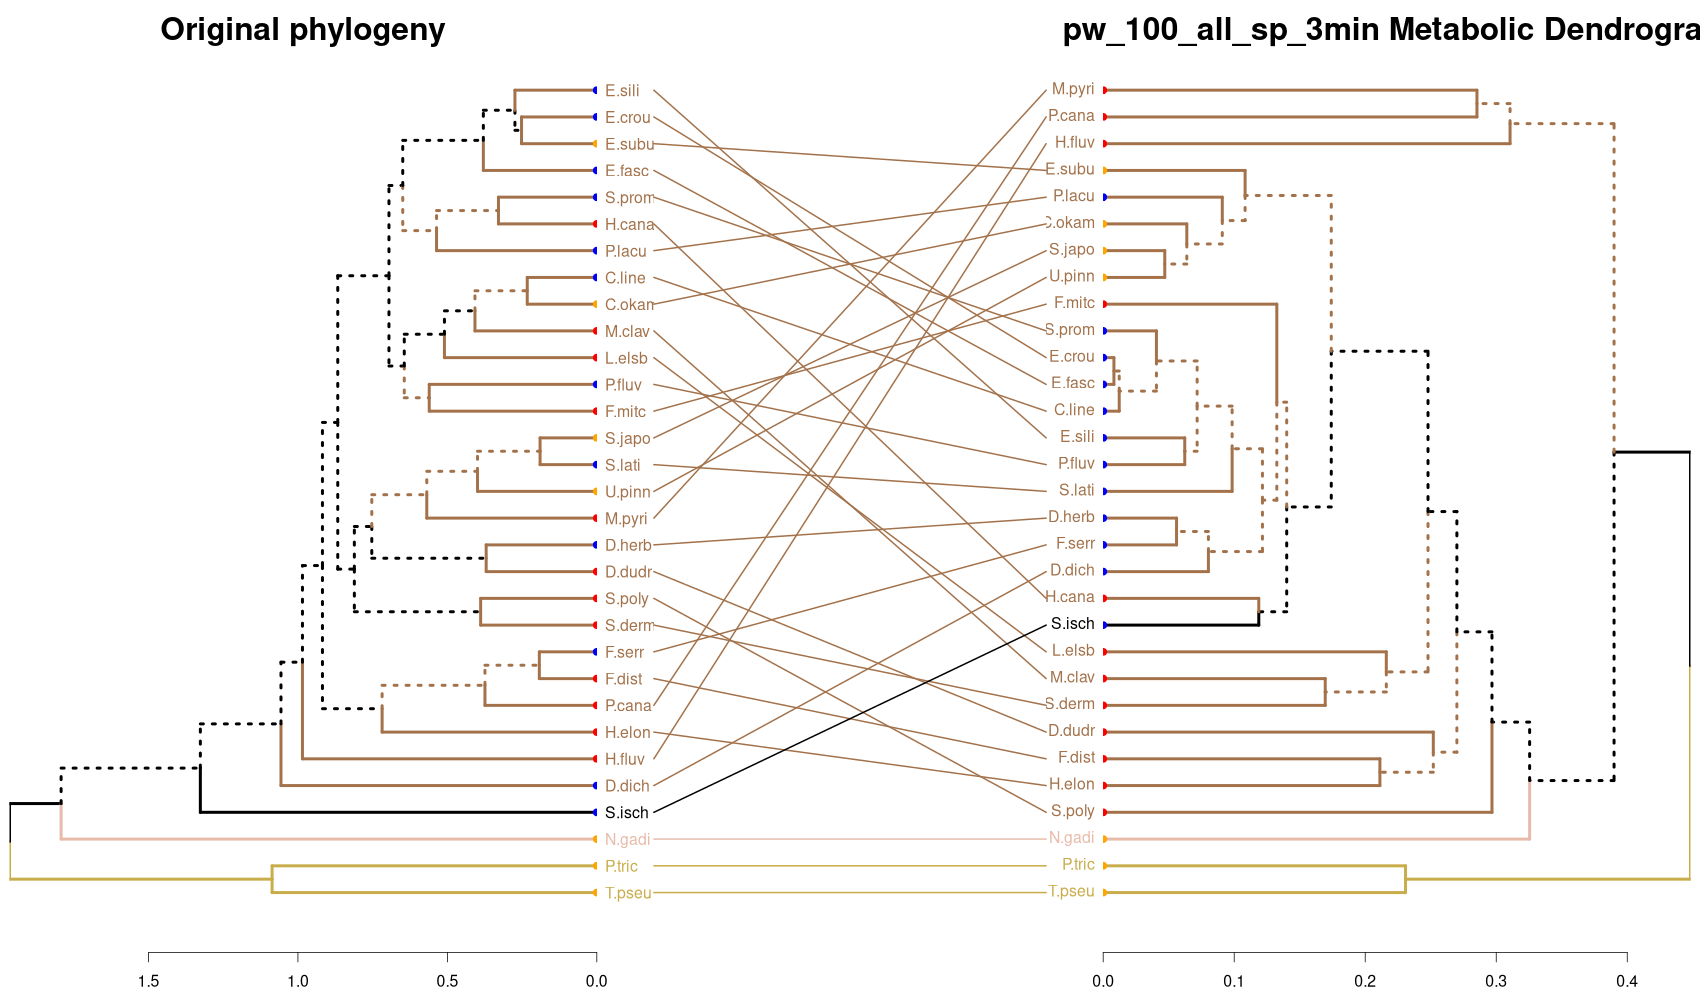 Original phylogeny
pw_100_all_sp_3min Metabolic Dendrogra
E.sili
E.crou
E.subu
E.fasc
S.prom
H.cana
P.lacu
C.line
C.okan
M.clav
L.elsb
P.fluv
F.mitc
S.japo
S.lati
U.pinn
M.pyri
D.herb
D.dudr
S.poly
S.derm
F.serr
F.dist
P.cana
H.elon
H.fluv
D.dich
S.isch
N.gadi
P.tric
T.pseu
M.pyri
P.cana
H.fluv
E.subu
P.lacu
C.okam
S.japo
U.pinn
F.mitc
S.prom
E.crou
E.fasc
C.line
E.sili
P.fluv
S.lati
D.herb
F.serr
D.dich
H.cana
S.isch
L.elsb
M.clav
S.derm
D.dudr
F.dist
H.elon
S.poly
N.gadi
P.tric
T.pseu
1.5 1.0 0.5 0.0
0.0 0.1 0.2 0.3 0.4